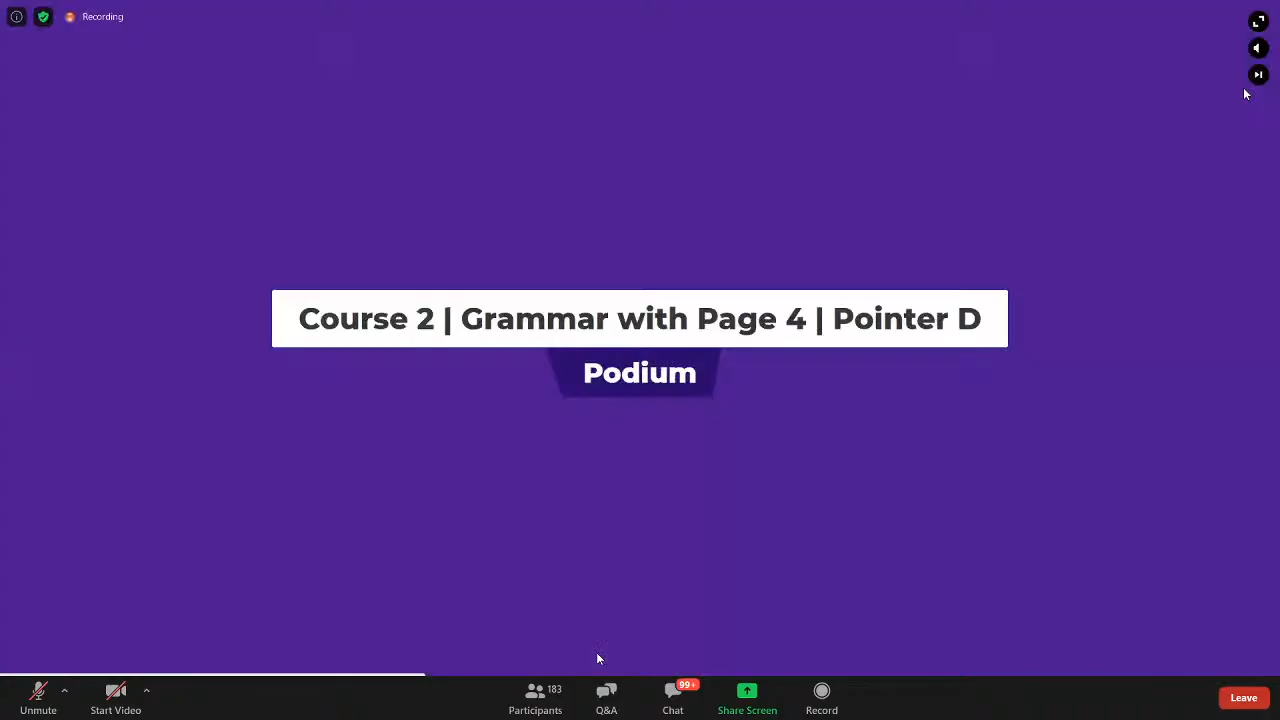 Recording
Course 2 | Grammar with Page 4 | Pointer D
Podium
183
99+
Unmute
Start Video
Participants
Q&A
Chat
Share Screen
Record
Leave